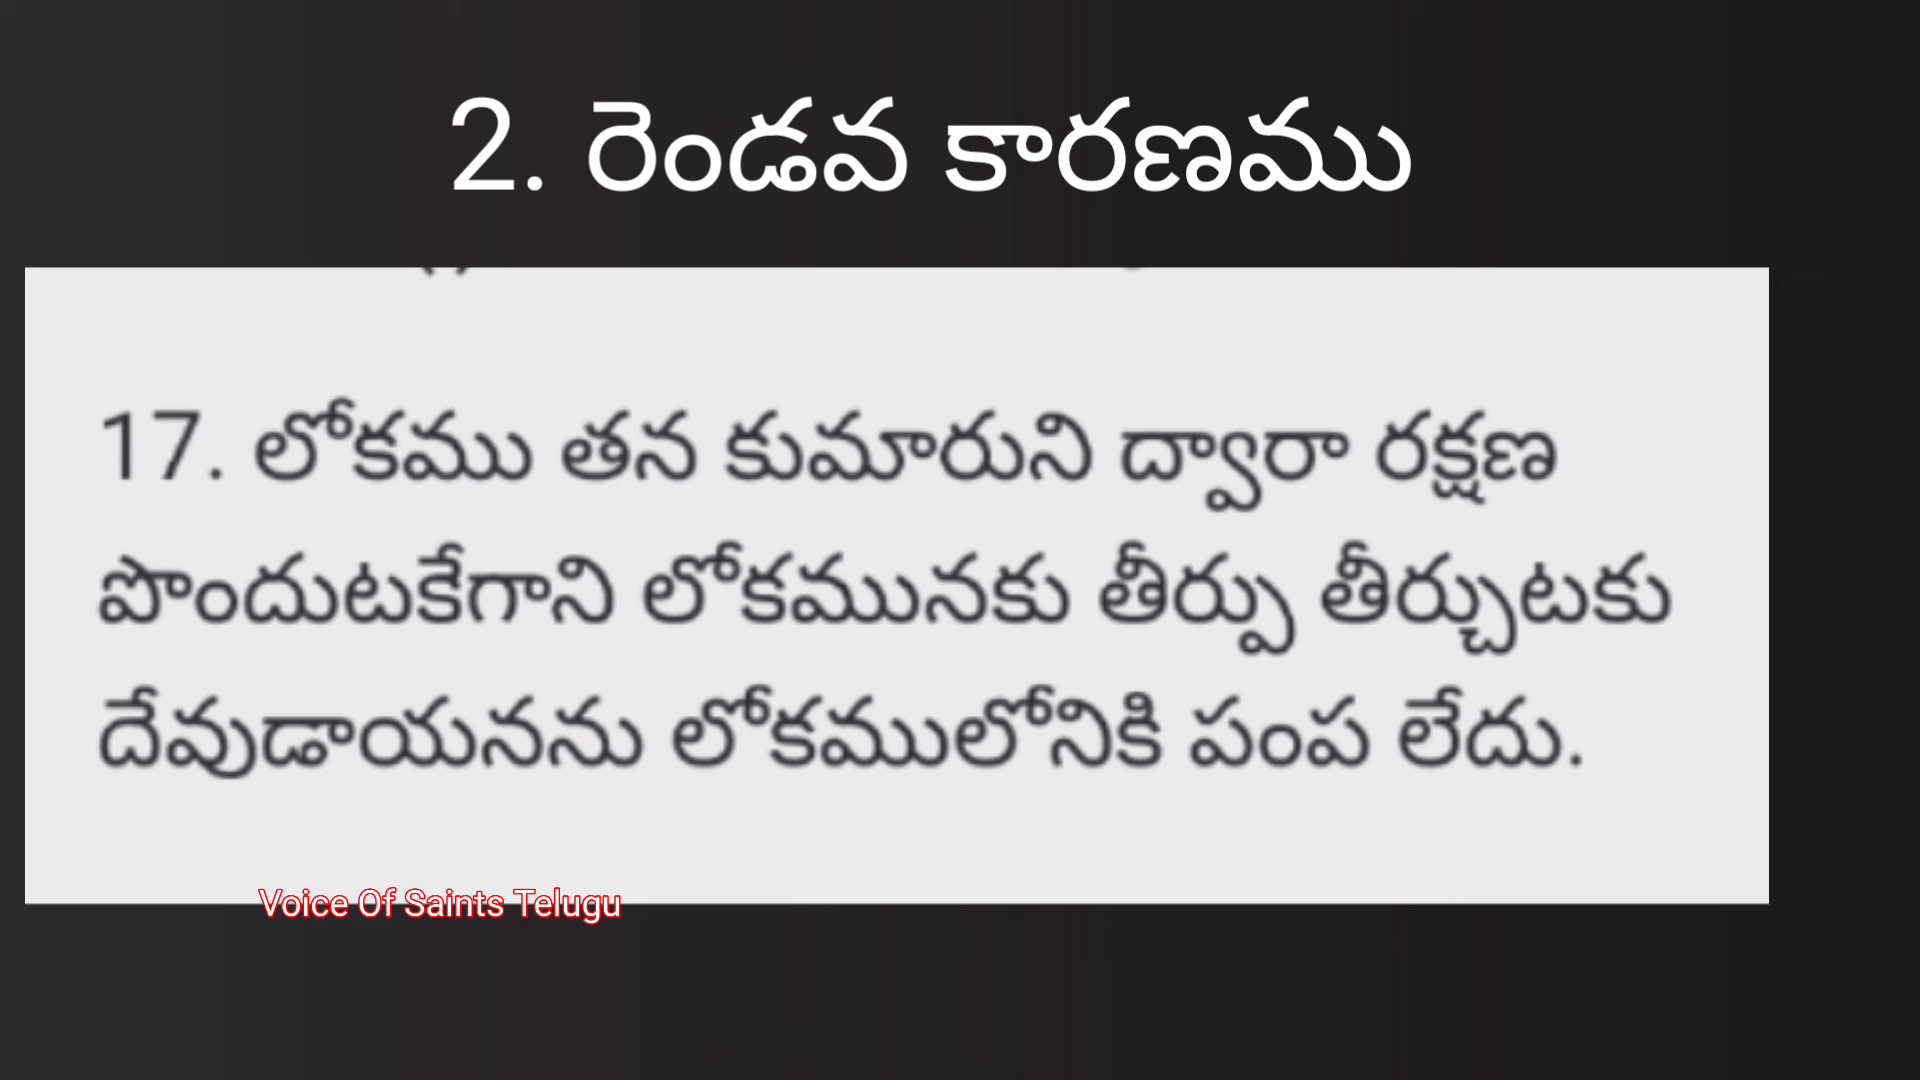 2. రెండవ కారణము
17. లోకము తన కుమారుని ద్వారా రక్షణ
పొందుటకేగాని లోకమునకు తీర్పు తీర్చుటకు
దేవుడాయనను లోకములోనికి పంప లేదు.
Voice Of Saints Telugu